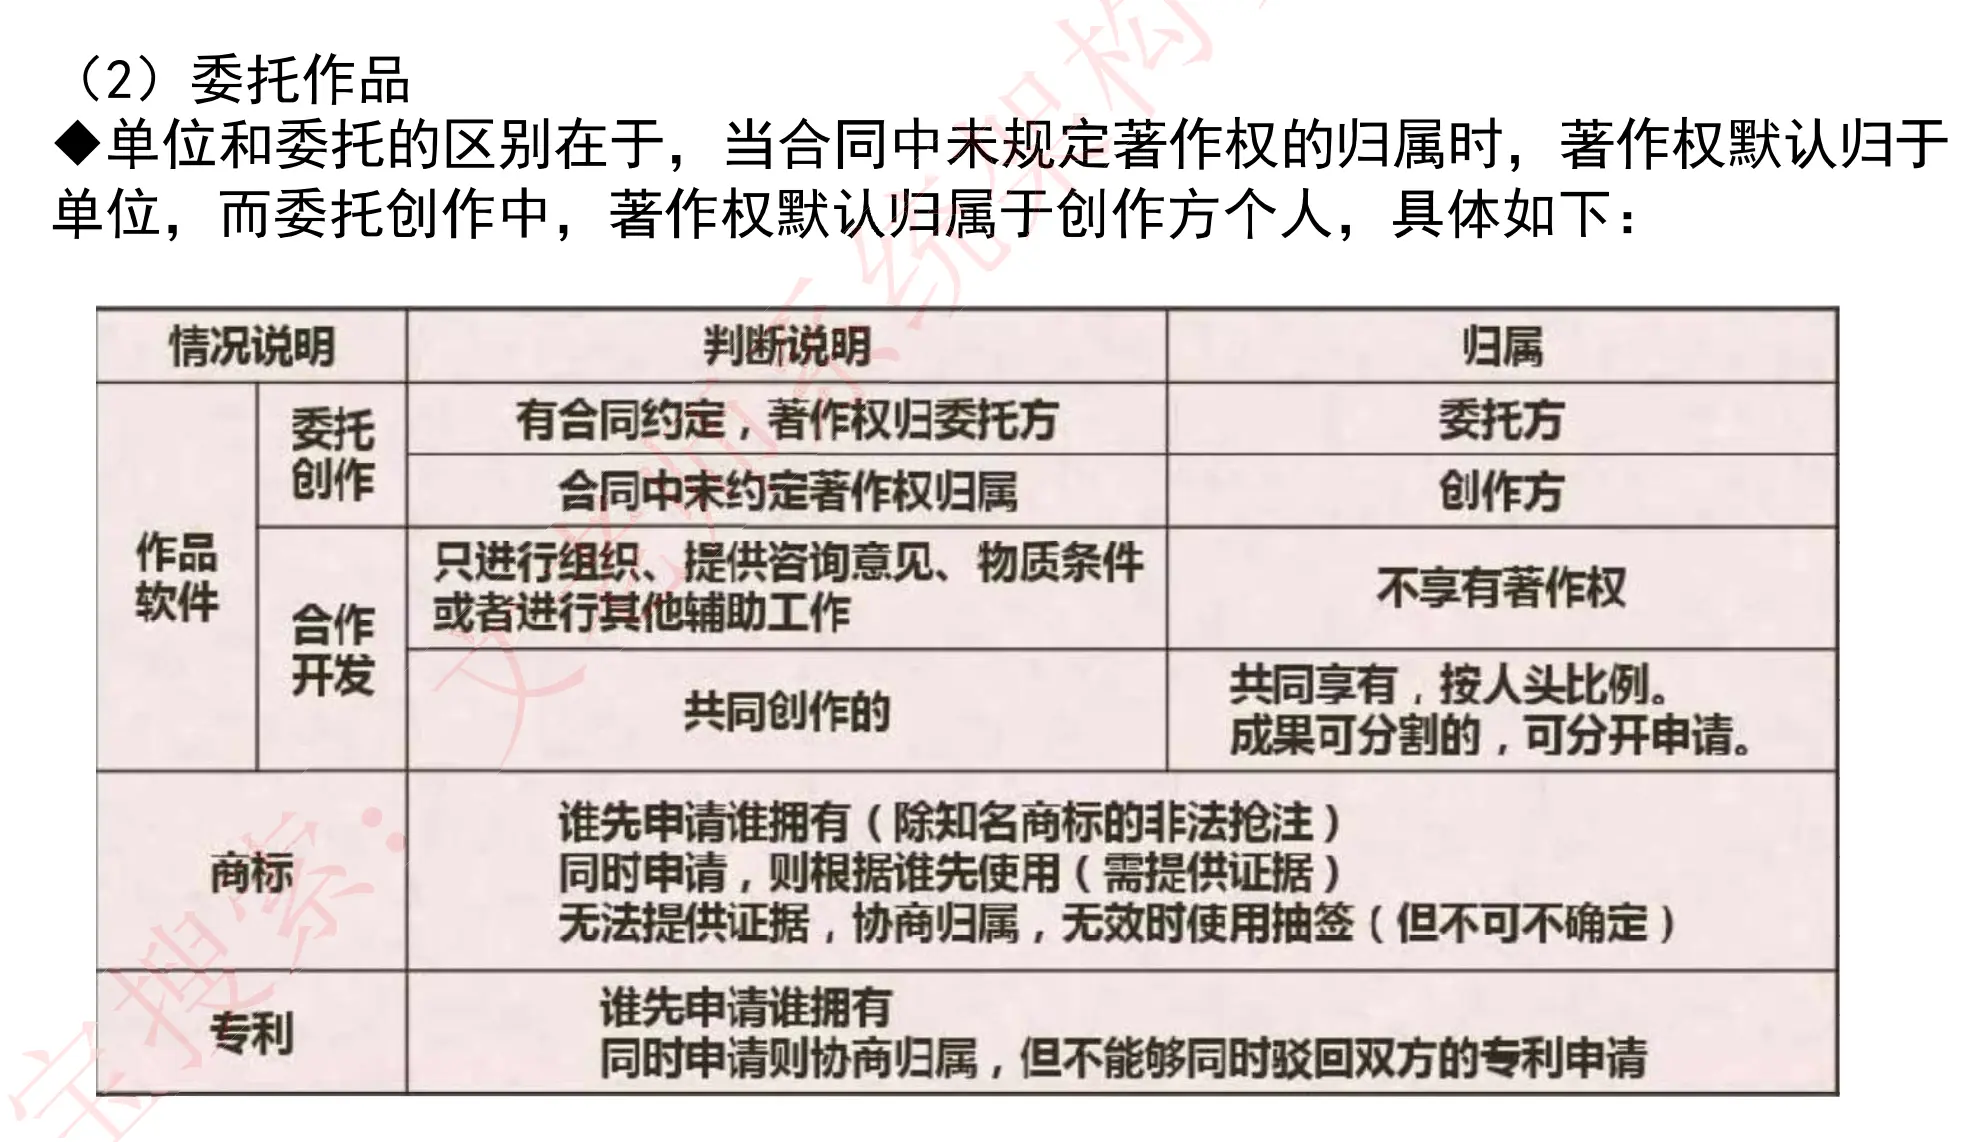 （2）委托作品
◆单位和委托的区别在于，当合同中未规定著作权的归属时，著作权默认归于
单位，而委托创作中，著作权默认归属于创作方个人，具体如下：
情况说明 判断说明 归属
作品
软件
委托
创作
有合同约定，著作权归委托方 委托方
合同中未约定著作权归属 创作方
合作
开发
只进行组织、提供咨询意见、物质条件
或者进行其他辅助工作
不享有著作权
共同创作的
共同享有，按人头比例。
成果可分割的，可分开申请。
商标
谁先申请谁拥有（除知名商标的非法抢注）
同时申请，则根据谁先使用（需提供证据）
无法提供证据，协商归属，无效时使用抽签（但不可不确定）
专利
谁先申请谁拥有
同时申请则协商归属，但不能够同时驳回双方的专利申请
宝搜索：文老师系统架构